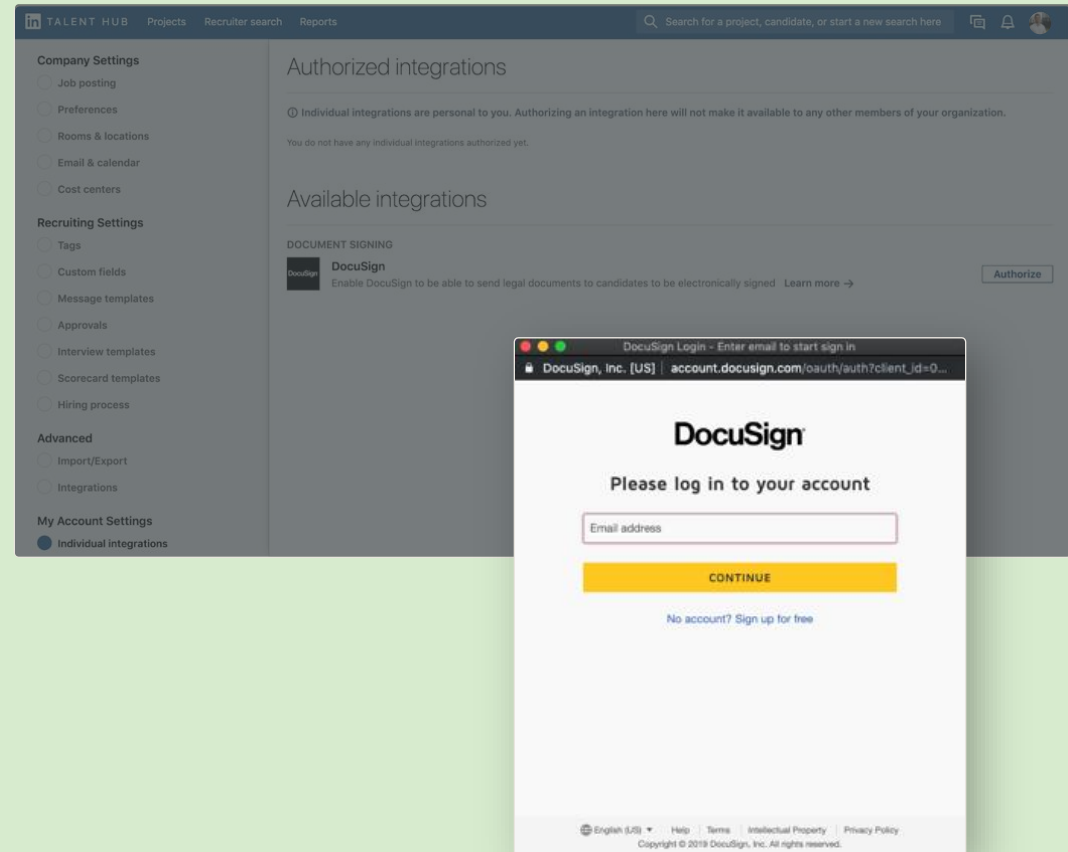 in TALENT HUB Projects Recruiter search Reports Search for a project, candidate, or start a new search here
Company Settings
Job posting
Preferences
Rooms & locations
Email & calendar
Cost centers
Recruiting Settings
Tags
Custom fields
Message templates
Approvals
Interview templates
Scorecard templates
Hiring process
Advanced
Import/Export
Integrations
My Account Settings
Individual integrations
Authorized integrations
Individual integrations are personal to you. Authorizing an integration here will not make it available to any other members of your organization.
You do not have any individual integrations authorized yet.
Available integrations
DOCUMENT SIGNING
DocuSign
DocuSign
Enable DocuSign to be able to send legal documents to candidates to be electronically signed Learn more →
Authorize
DocuSign Login - Enter email to start sign in
DocuSign, Inc. [US] | account.docusign.com/oauth/auth?client_id=0...
DocuSign
Please log in to your account
Email address
CONTINUE
No account? Sign up for free
English (US) ▼ | Help | Terms | Intellectual Property | Privacy Policy
Copyright © 2019 DocuSign, Inc. All rights reserved.